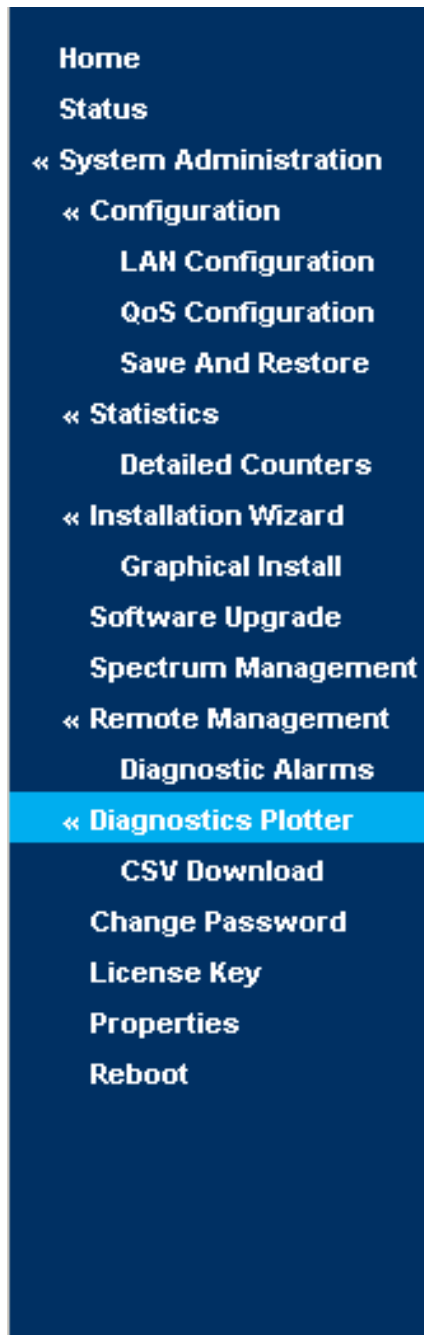 Home
Status
« System Administration
« Configuration
LAN Configuration
QoS Configuration
Save And Restore
« Statistics
Detailed Counters
« Installation Wizard
Graphical Install
Software Upgrade
Spectrum Management
« Remote Management
Diagnostic Alarms
« Diagnostics Plotter
CSV Download
Change Password
License Key
Properties
Reboot